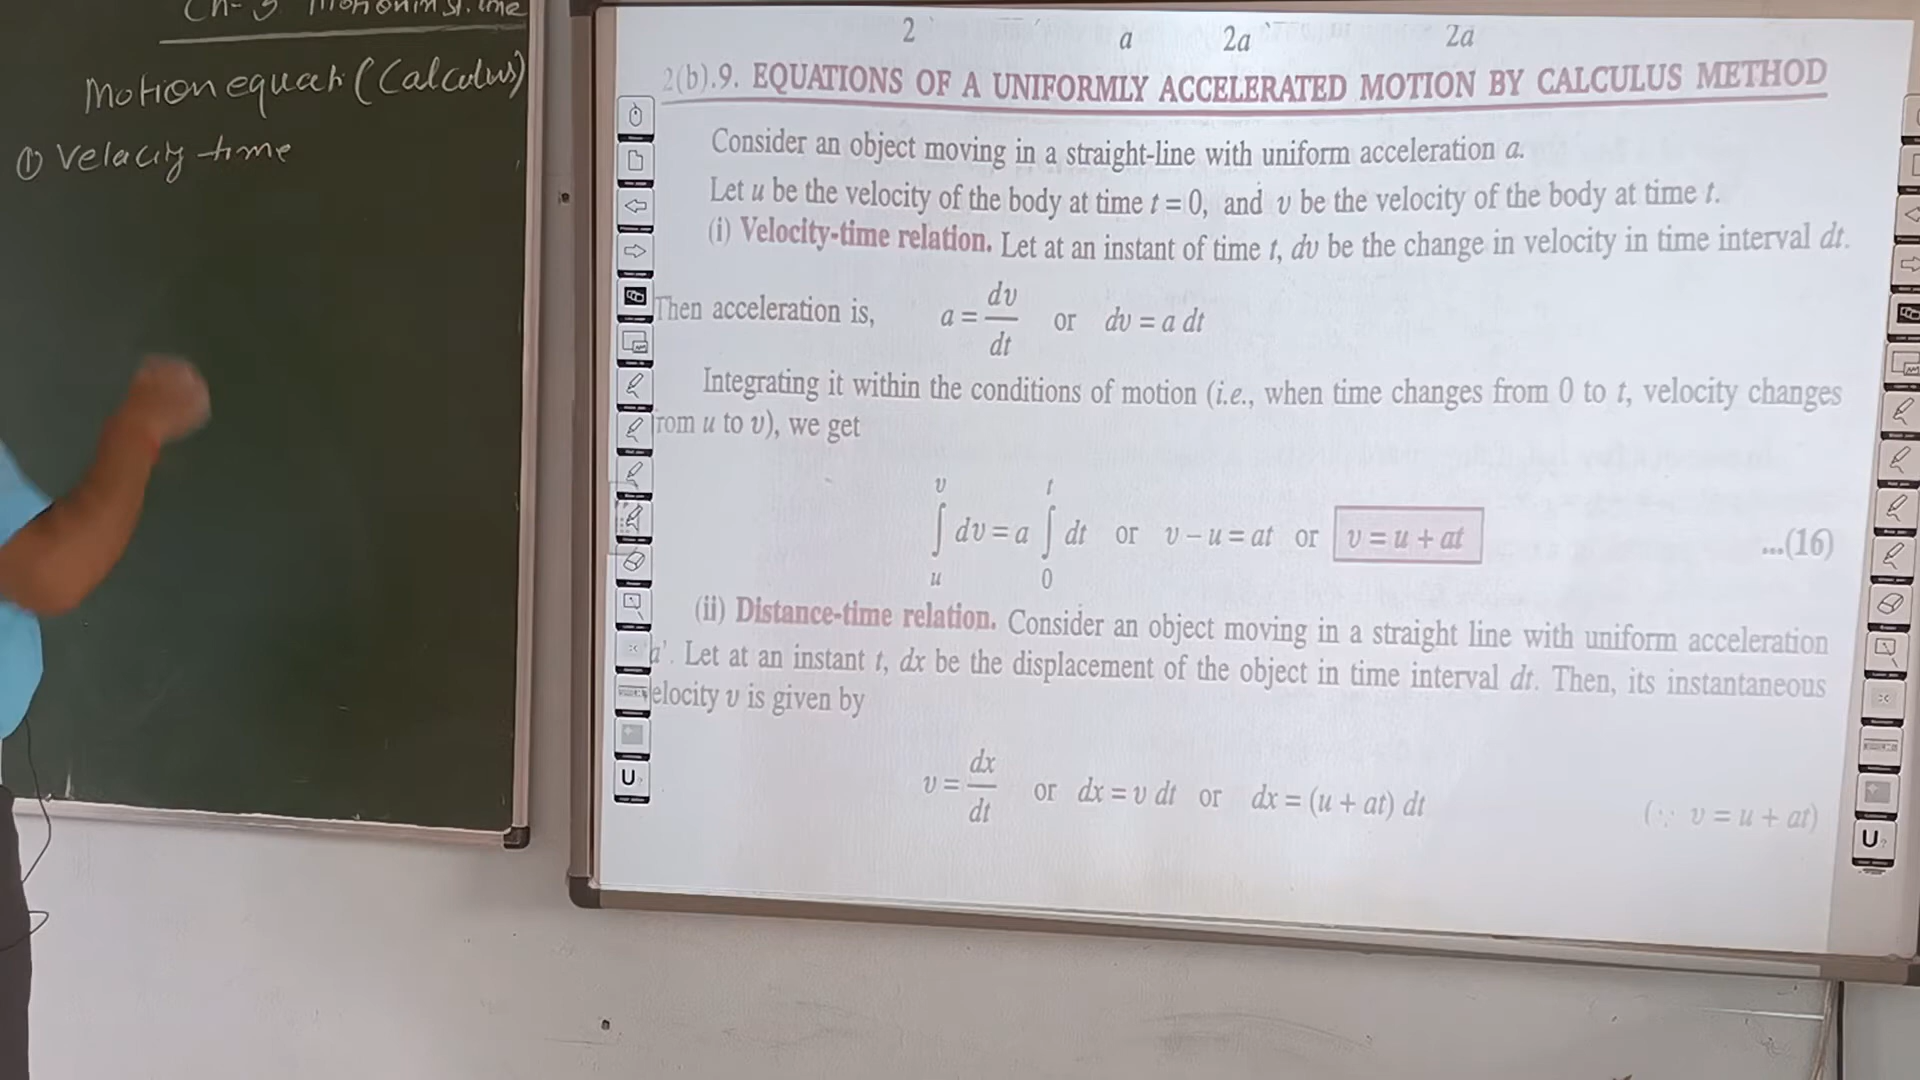 Motion equat (Calculus)
① Velacity time
2 a 2a 2a
2(b).9. EQUATIONS OF A UNIFORMLY ACCELERATED MOTION BY CALCULUS METHOD
Consider an object moving in a straight-line with uniform acceleration a.
Let u be the velocity of the body at time t = 0, and v be the velocity of the body at time t.
(i) Velocity-time relation. Let at an instant of time t, dv be the change in velocity in time interval dt.
Then acceleration is, a = dv/dt or dv = a dt
Integrating it within the conditions of motion (i.e., when time changes from 0 to t, velocity changes
rom u to v), we get
∫_u^v dv = a ∫_0^t dt or v – u = at or v = u + at ...(16)
(ii) Distance-time relation. Consider an object moving in a straight line with uniform acceleration
'a'. Let at an instant t, dx be the displacement of the object in time interval dt. Then, its instantaneous
elocity v is given by
v = dx/dt or dx = v dt or dx = (u + at) dt (∵ v = u + at)